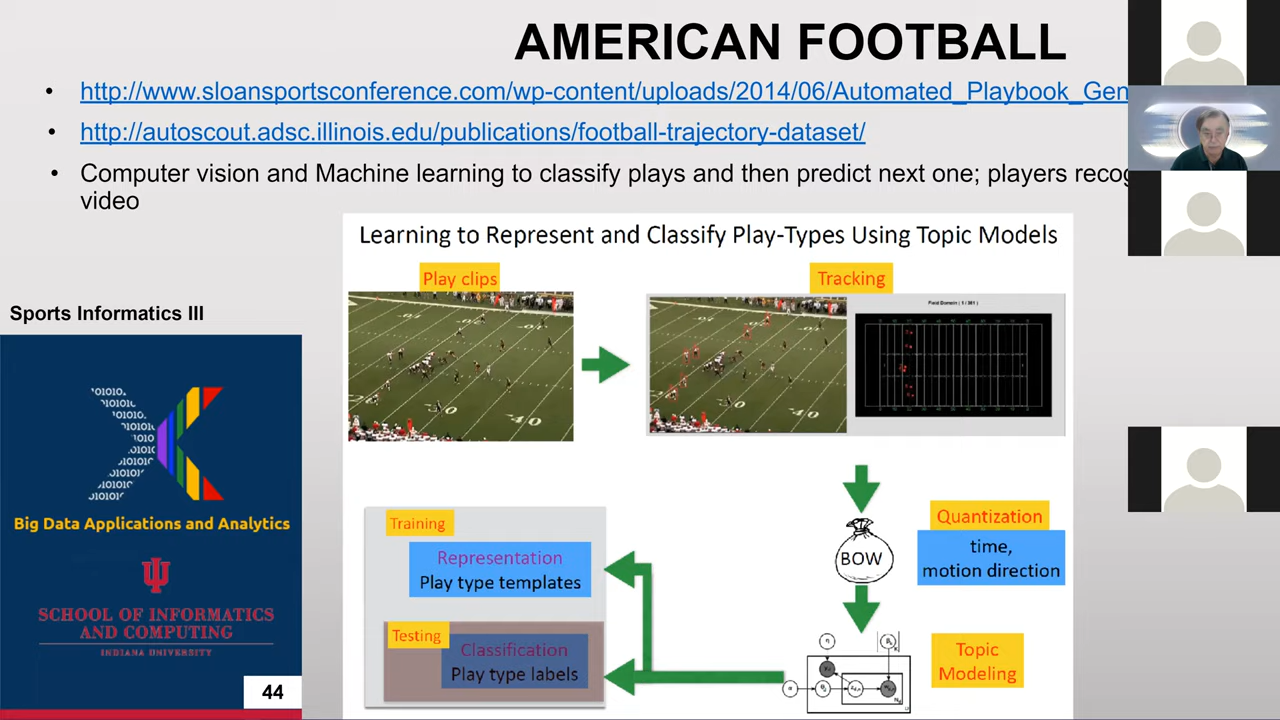 AMERICAN FOOTBALL
• http://www.sloansportsconference.com/wp-content/uploads/2014/06/Automated_Playbook_Gen
• http://autoscout.adsc.illinois.edu/publications/football-trajectory-dataset/
• Computer vision and Machine learning to classify plays and then predict next one; players recog
video
Learning to Represent and Classify Play-Types Using Topic Models
Play clips
Tracking
Field Domain ( 1 / 301 )
Sports Informatics III
Big Data Applications and Analytics
SCHOOL OF INFORMATICS
AND COMPUTING
INDIANA UNIVERSITY
44
BOW
Quantization
time,
motion direction
Topic
Modeling
Training
Representation
Play type templates
Testing
Classification
Play type labels